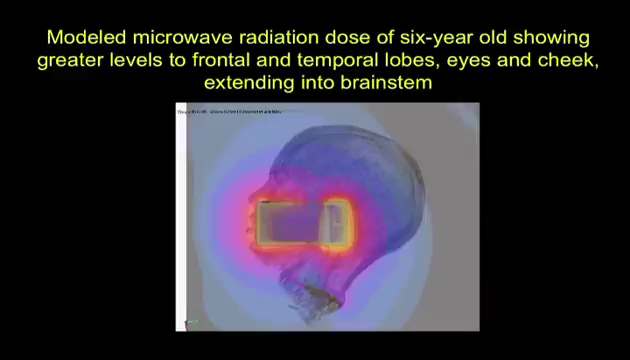 Modeled microwave radiation dose of six-year old showing
greater levels to frontal and temporal lobes, eyes and cheek,
extending into brainstem